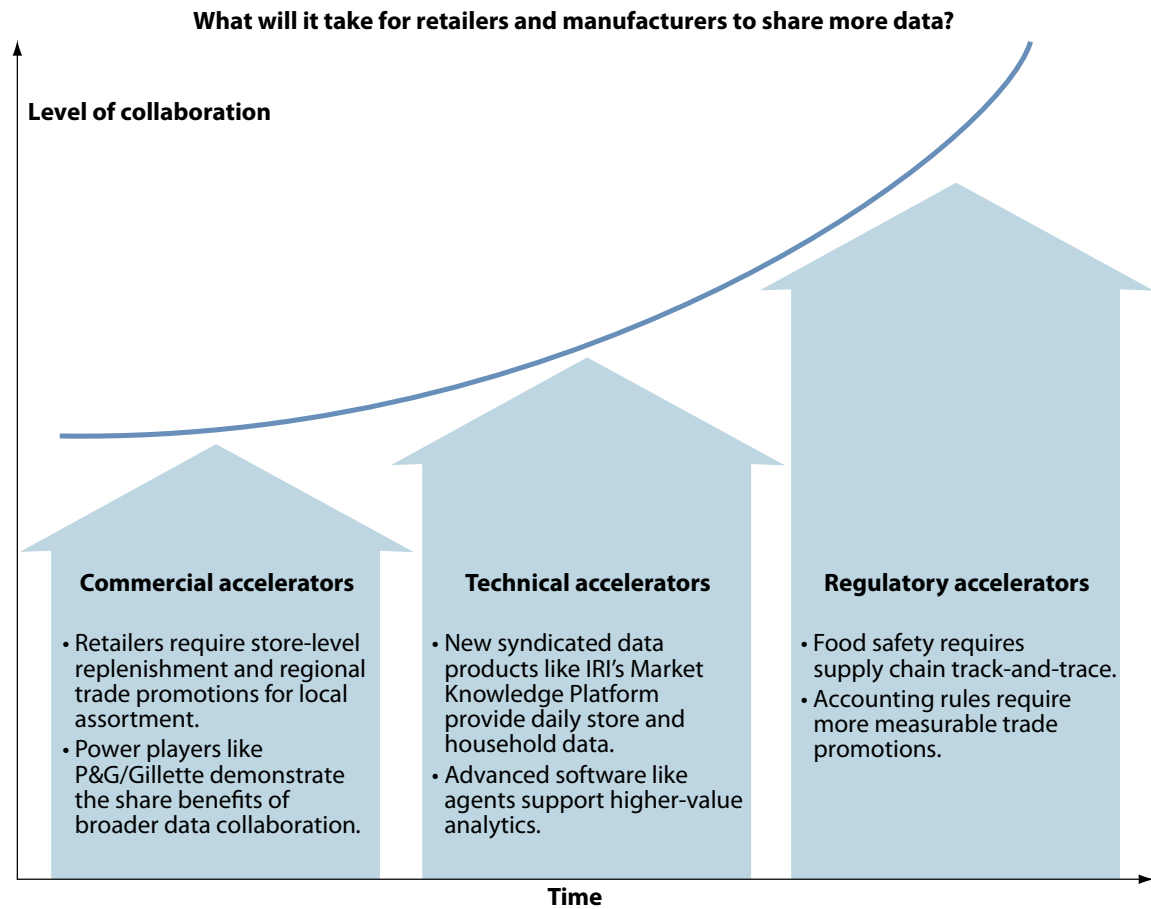 What will it take for retailers and manufacturers to share more data?
Level of collaboration
Commercial accelerators
• Retailers require store-level
replenishment and regional
trade promotions for local
assortment.
• Power players like
P&G/Gillette demonstrate
the share benefits of
broader data collaboration.
Technical accelerators
• New syndicated data
products like IRI’s Market
Knowledge Platform
provide daily store and
household data.
• Advanced software like
agents support higher-value
analytics.
Regulatory accelerators
• Food safety requires
supply chain track-and-trace.
• Accounting rules require
more measurable trade
promotions.
Time